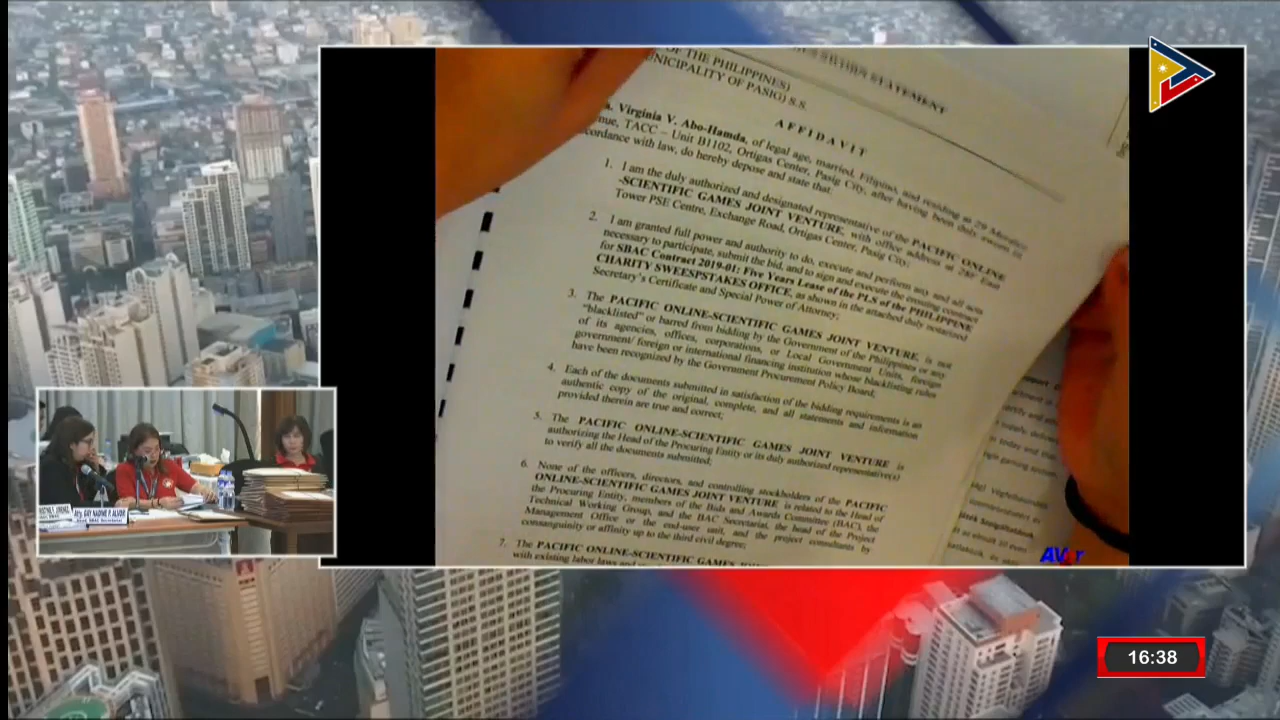 STATEMENT
OF THE PHILIPPINES)
MUNICIPALITY OF PASIG) S.S.
AFFIDAVIT
Virginia V. Abo-Hamda, of legal age, married, Filipino, and residing at 29
TACC – Unit B1102, Ortigas Center, Pasig City, after having been duly sworn in
accordance with law, do hereby depose and state that:
1. I am the duly authorized and designated representative of the PACIFIC ONLINE
-SCIENTIFIC GAMES JOINT VENTURE, with office address at 28F East
Tower PSE Centre, Exchange Road, Ortigas Center, Pasig City;
2. I am granted full power and authority to do, execute and perform any and all acts
necessary to participate, submit the bid, and to sign and execute the ensuing contract
for SBAC Contract 2019-01: Five Years Lease of the PLS of the PHILIPPINE
CHARITY SWEEPSTAKES OFFICE, as shown in the attached duly notarized
Secretary's Certificate and Special Power of Attorney;
3. The PACIFIC ONLINE-SCIENTIFIC GAMES JOINT VENTURE, is not
"blacklisted" or barred from bidding by the Government of the Philippines or any
of its agencies, offices, corporations, or Local Government Units, foreign
government/ foreign or international financing institution whose blacklisting rules
have been recognized by the Government Procurement Policy Board;
4. Each of the documents submitted in satisfaction of the bidding requirements is an
authentic copy of the original, complete, and all statements and information
provided therein are true and correct;
5. The PACIFIC ONLINE-SCIENTIFIC GAMES JOINT VENTURE is
authorizing the Head of the Procuring Entity or its duly authorized representative(s)
to verify all the documents submitted;
6. None of the officers, directors, and controlling stockholders of the PACIFIC
ONLINE-SCIENTIFIC GAMES JOINT VENTURE is related to the Head of
the Procuring Entity, members of the Bids and Awards Committee (BAC), the
Technical Working Group, and the BAC Secretariat, the head of the Project
Management Office or the end-user unit, and the project consultants by
consanguinity or affinity up to the third civil degree;
7. The PACIFIC ONLINE-SCIENTIFIC GAMES
with existing labor laws and
Atty. GAY NADINE P. ALVOR
16:38